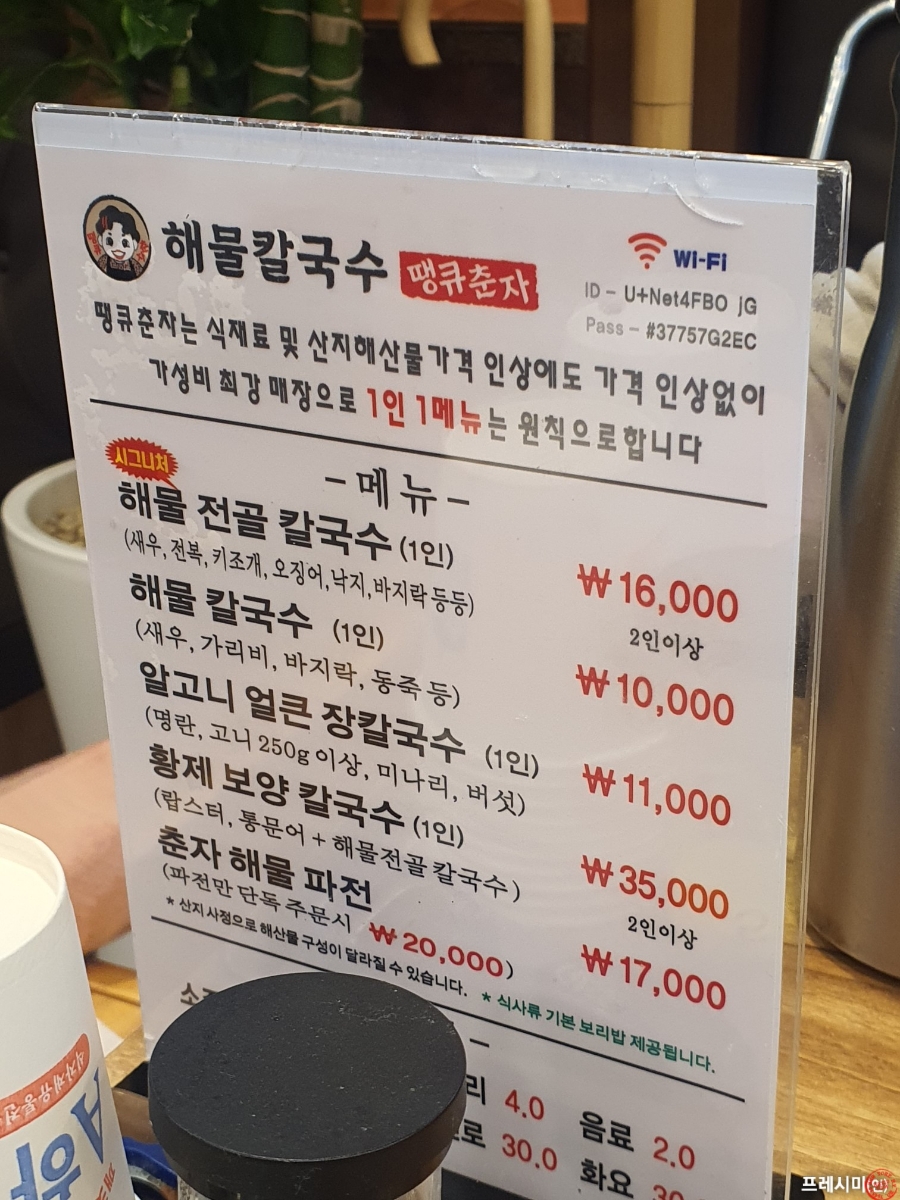 해물칼국수 땡큐춘자
Wi-Fi
ID - U+Net4FBO jG
Pass - #37757G2EC
땡큐춘자는 식재료 및 산지해산물가격 인상에도 가격 인상없이
가성비 최강 매장으로 1인 1메뉴는 원칙으로합니다
- 메 뉴 -
시그니처
해물 전골 칼국수 (1인) ₩16,000
(새우, 전복, 키조개, 오징어, 낙지, 바지락 등등) 2인이상
해물 칼국수 (1인) ₩10,000
(새우, 가리비, 바지락, 동죽 등)
알고니 얼큰 장칼국수 (1인) ₩11,000
(명란, 고니 250g 이상, 미나리, 버섯)
황제 보양 칼국수 (1인) ₩35,000
(랍스터, 통문어 + 해물전골 칼국수) 2인이상
춘자 해물 파전 ₩17,000
(파전만 단독 주문시 ₩20,000)
* 산지 사정으로 해산물 구성이 달라질 수 있습니다.
* 식사류 기본 보리밥 제공됩니다.
4.0 음료 2.0
30.0 화요
프레시미(인)